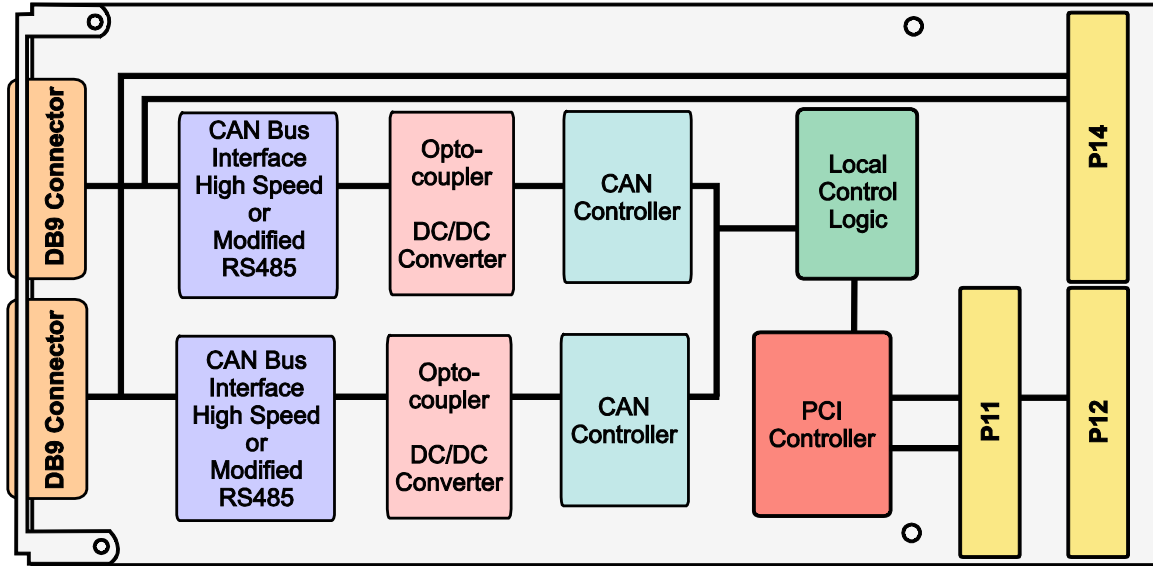 DB9 Connector
CAN Bus
Interface
High Speed
or
Modified
RS485
Opto-
coupler
DC/DC
Converter
CAN
Controller
Local
Control
Logic
P14
DB9 Connector
CAN Bus
Interface
High Speed
or
Modified
RS485
Opto-
coupler
DC/DC
Converter
CAN
Controller
PCI
Controller
P11
P12